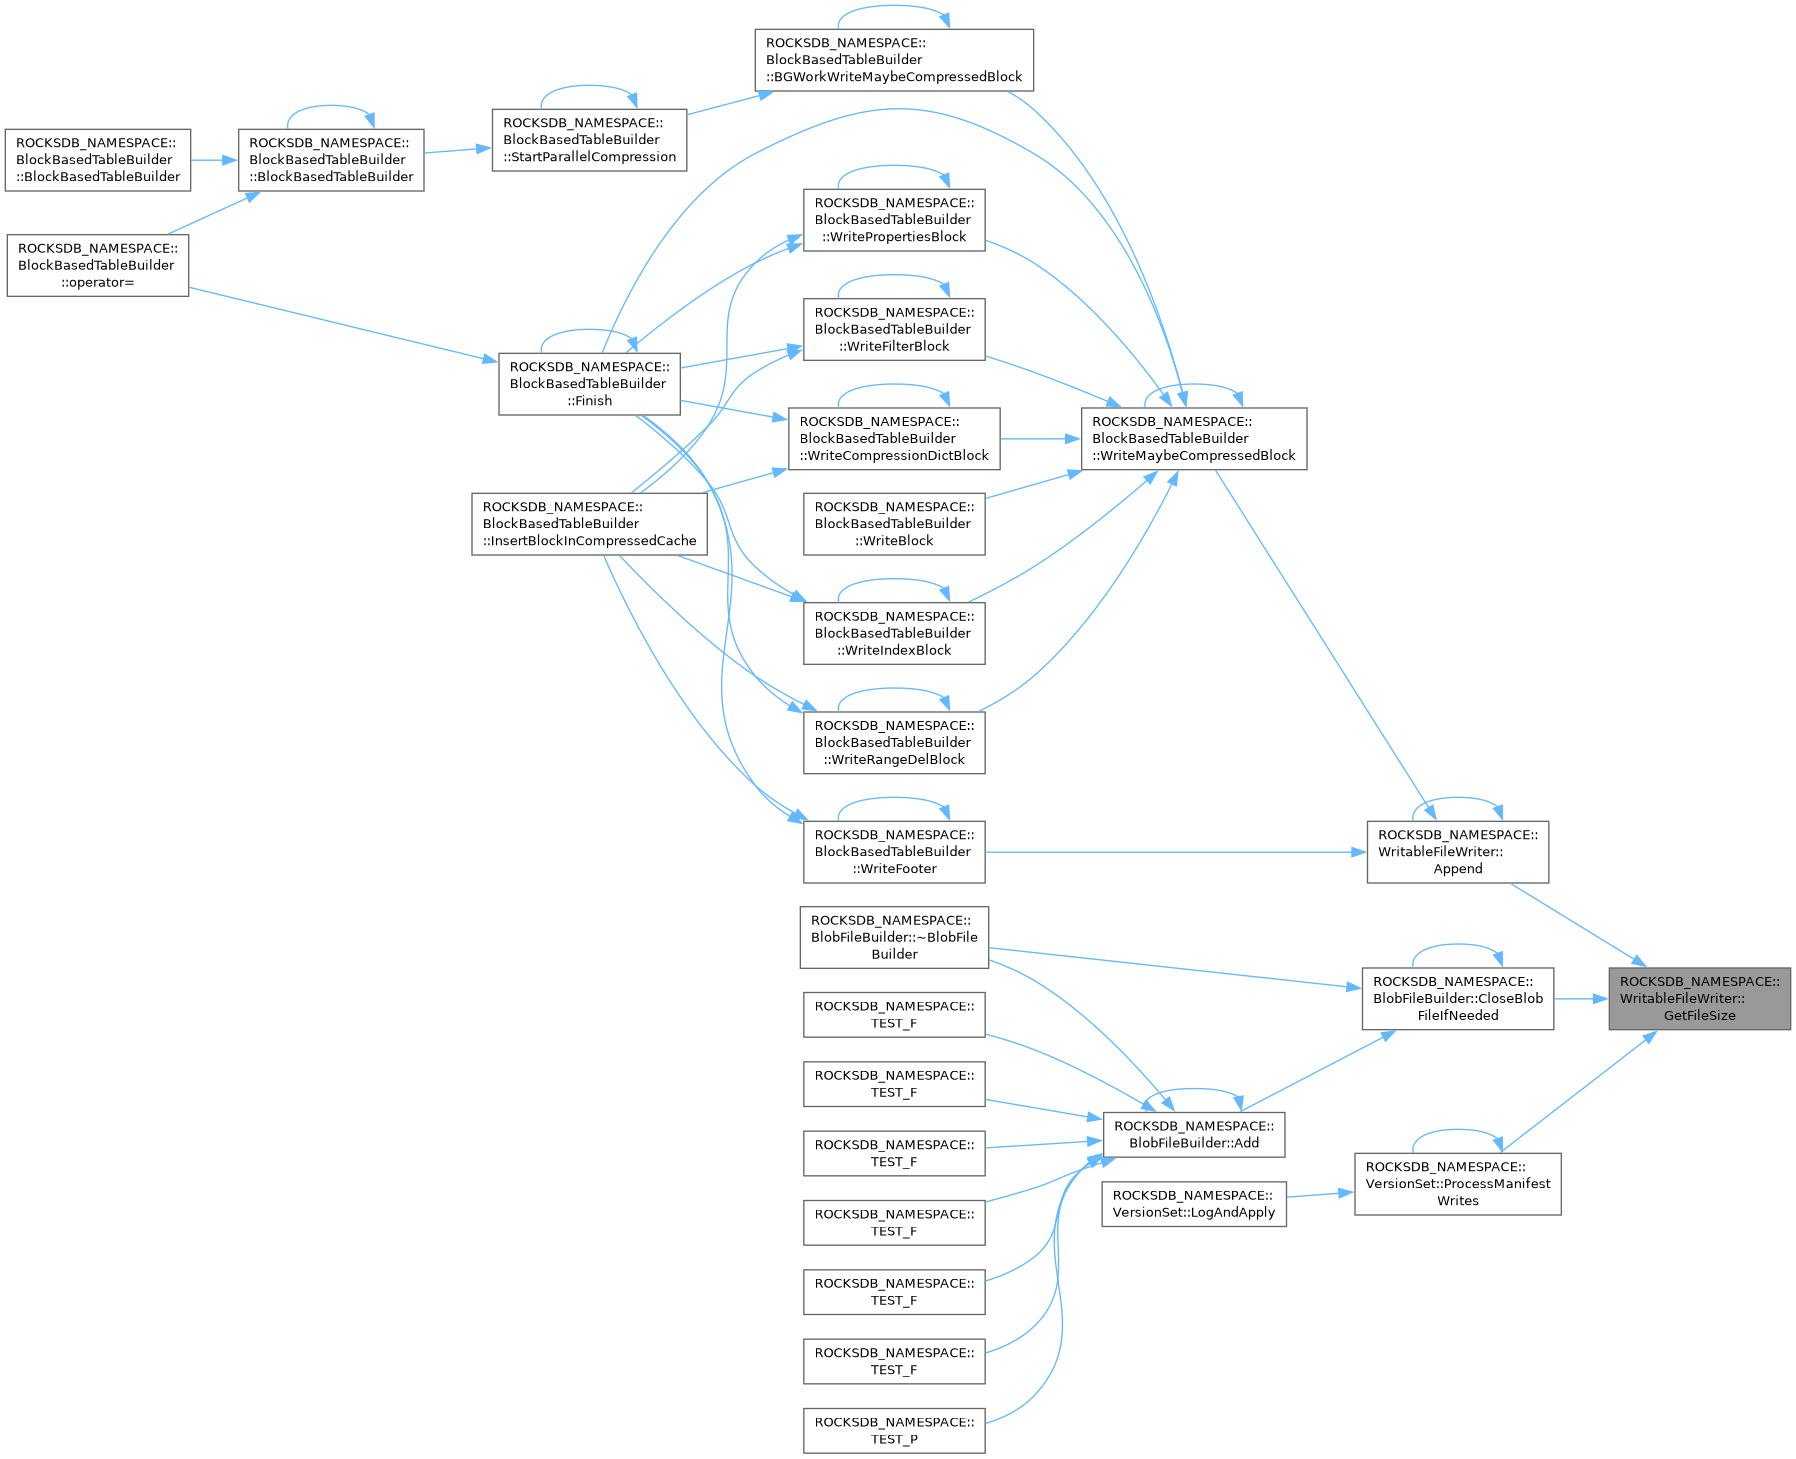 ROCKSDB_NAMESPACE::
BlockBasedTableBuilder
::BGWorkWriteMaybeCompressedBlock
ROCKSDB_NAMESPACE::
BlockBasedTableBuilder
::StartParallelCompression
ROCKSDB_NAMESPACE::
BlockBasedTableBuilder
::BlockBasedTableBuilder
ROCKSDB_NAMESPACE::
BlockBasedTableBuilder
::BlockBasedTableBuilder
ROCKSDB_NAMESPACE::
BlockBasedTableBuilder
::operator=
ROCKSDB_NAMESPACE::
BlockBasedTableBuilder
::WritePropertiesBlock
ROCKSDB_NAMESPACE::
BlockBasedTableBuilder
::WriteFilterBlock
ROCKSDB_NAMESPACE::
BlockBasedTableBuilder
::Finish
ROCKSDB_NAMESPACE::
BlockBasedTableBuilder
::WriteCompressionDictBlock
ROCKSDB_NAMESPACE::
BlockBasedTableBuilder
::WriteMaybeCompressedBlock
ROCKSDB_NAMESPACE::
BlockBasedTableBuilder
::InsertBlockInCompressedCache
ROCKSDB_NAMESPACE::
BlockBasedTableBuilder
::WriteBlock
ROCKSDB_NAMESPACE::
BlockBasedTableBuilder
::WriteIndexBlock
ROCKSDB_NAMESPACE::
BlockBasedTableBuilder
::WriteRangeDelBlock
ROCKSDB_NAMESPACE::
BlockBasedTableBuilder
::WriteFooter
ROCKSDB_NAMESPACE::
WritableFileWriter::
Append
ROCKSDB_NAMESPACE::
BlobFileBuilder::~BlobFile
Builder
ROCKSDB_NAMESPACE::
BlobFileBuilder::CloseBlob
FileIfNeeded
ROCKSDB_NAMESPACE::
WritableFileWriter::
GetFileSize
ROCKSDB_NAMESPACE::
TEST_F
ROCKSDB_NAMESPACE::
TEST_F
ROCKSDB_NAMESPACE::
BlobFileBuilder::Add
ROCKSDB_NAMESPACE::
TEST_F
ROCKSDB_NAMESPACE::
VersionSet::ProcessManifest
Writes
ROCKSDB_NAMESPACE::
VersionSet::LogAndApply
ROCKSDB_NAMESPACE::
TEST_F
ROCKSDB_NAMESPACE::
TEST_F
ROCKSDB_NAMESPACE::
TEST_F
ROCKSDB_NAMESPACE::
TEST_P